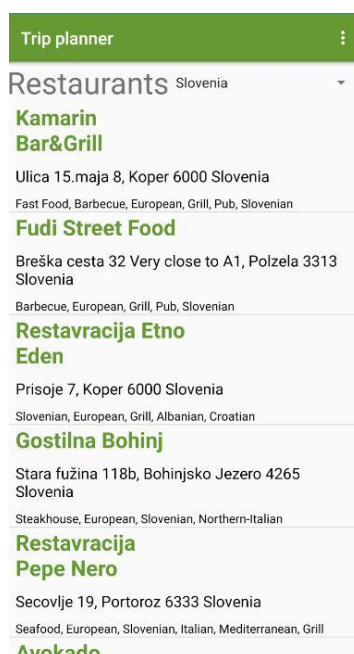 Trip planner
Restaurants Slovenia
Kamarin
Bar&Grill
Ulica 15.maja 8, Koper 6000 Slovenia
Fast Food, Barbecue, European, Grill, Pub, Slovenian
Fudi Street Food
Breška cesta 32 Very close to A1, Polzela 3313
Slovenia
Barbecue, European, Grill, Pub, Slovenian
Restavracija Etno
Eden
Prisoje 7, Koper 6000 Slovenia
Slovenian, European, Grill, Albanian, Croatian
Gostilna Bohinj
Stara fužina 118b, Bohinjsko Jezero 4265
Slovenia
Steakhouse, European, Slovenian, Northern-Italian
Restavracija
Pepe Nero
Secovlje 19, Portoroz 6333 Slovenia
Seafood, European, Slovenian, Italian, Mediterranean, Grill
Avokado